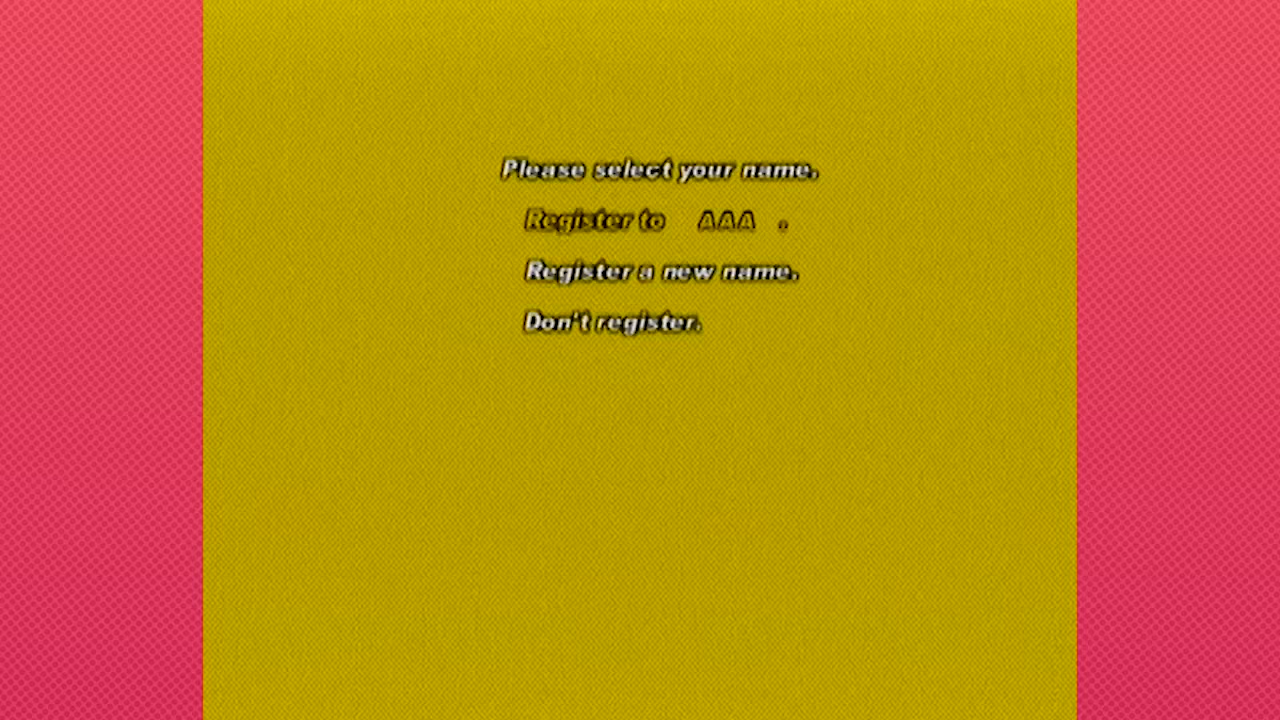 Please select your name.
Register to AAA .
Register a new name.
Don't register.